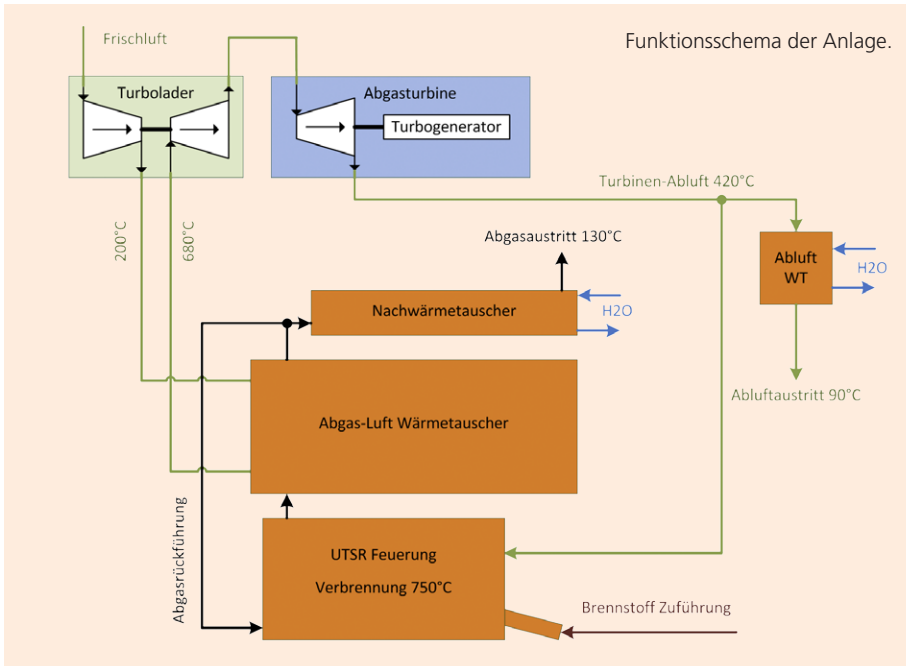 Funktionsschema der Anlage.
Frischluft
Turbolader
Abgasturbine
Turbogenerator
Turbinen-Abluft 420°C
200°C
680°C
Abgasaustritt 130°C
Abluft
WT
H2O
Nachwärmetauscher
H2O
Abluftaustritt 90°C
Abgas-Luft Wärmetauscher
Abgasrückführung
UTSR Feuerung
Verbrennung 750°C
Brennstoff Zuführung